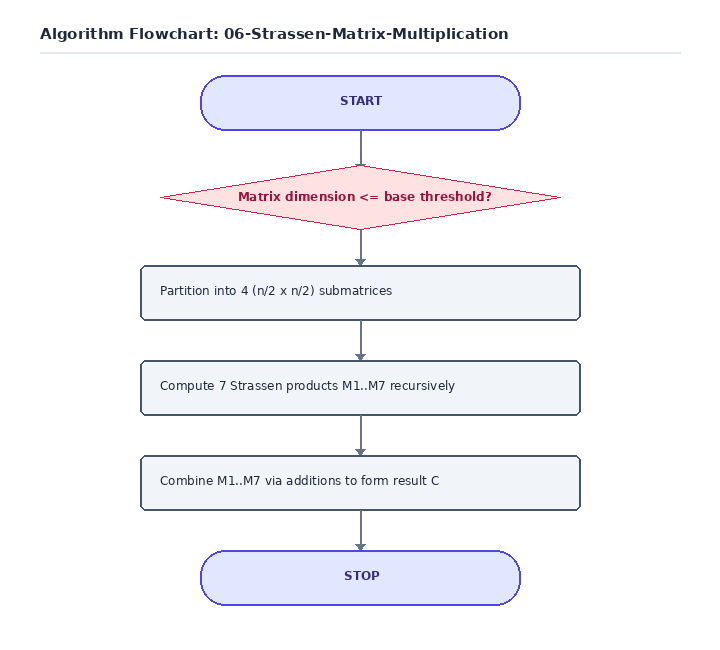 Algorithm Flowchart: 06-Strassen-Matrix-Multiplication
START
Matrix dimension <= base threshold?
Partition into 4 (n/2 x n/2) submatrices
Compute 7 Strassen products M1..M7 recursively
Combine M1..M7 via additions to form result C
STOP